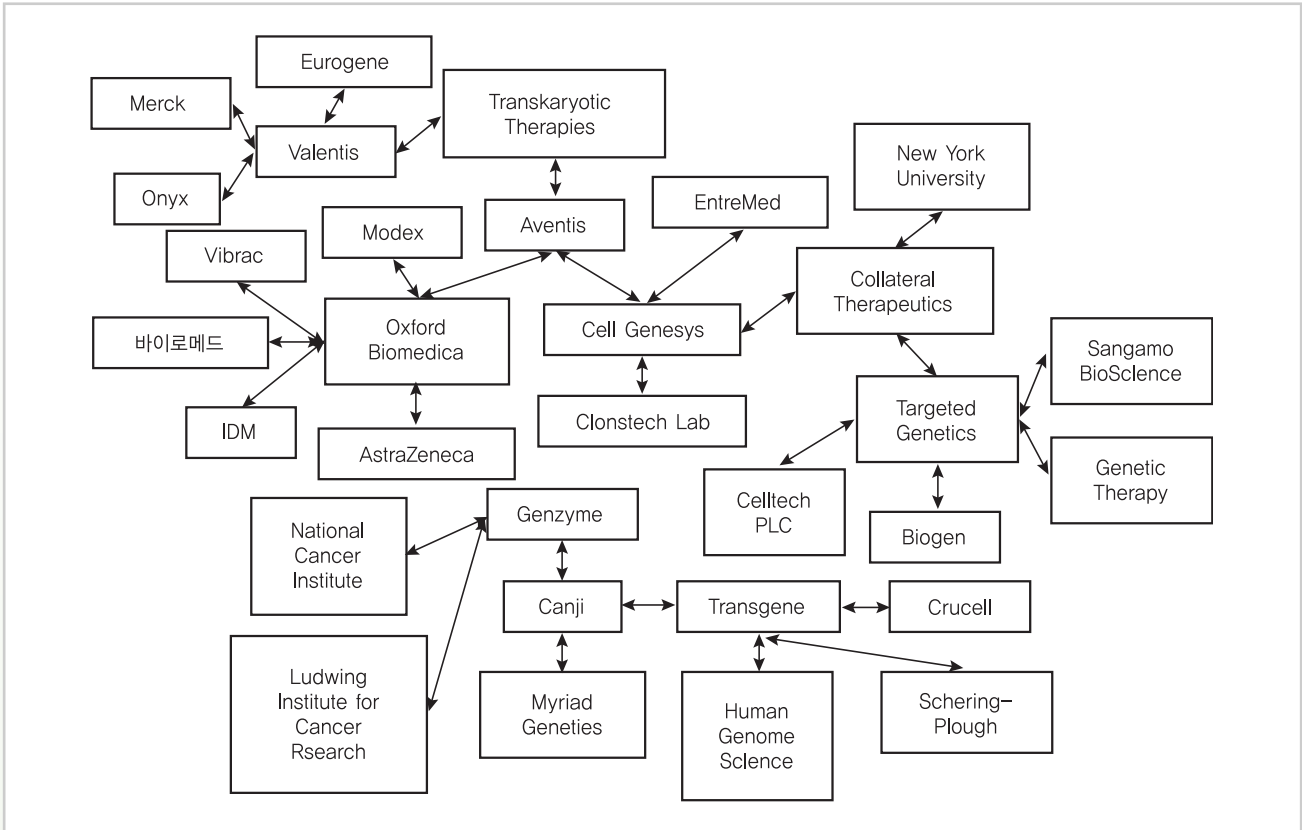 Eurogene
Merck
Transkaryotic
Therapies
Valentis
New York
University
Onyx
EntreMed
Aventis
Modex
Vibrac
Collateral
Therapeutics
Oxford
Biomedica
Cell Genesys
바이로메드
Sangamo
BioSclence
IDM
Clonstech Lab
Targeted
Genetics
AstraZeneca
Genetic
Therapy
Celltech
PLC
Genzyme
National
Cancer
Institute
Biogen
Canji
Transgene
Crucell
Ludwing
Institute for
Cancer
Rsearch
Myriad
Geneties
Human
Genome
Sclence
Schering-
Plough